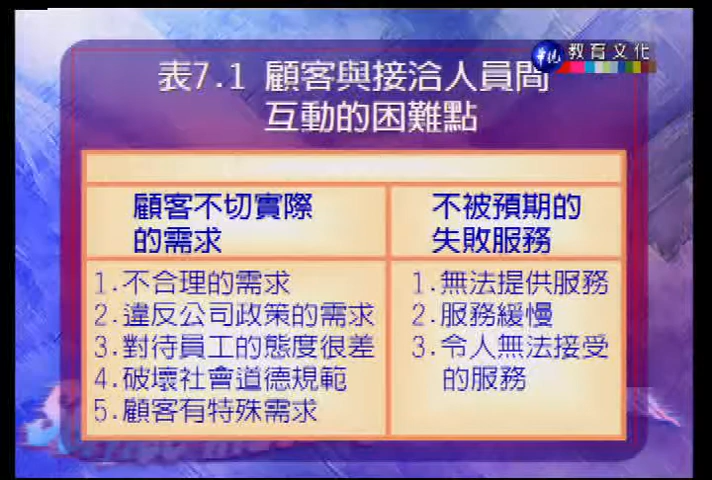 華視 教育文化
表7.1 顧客與接洽人員間
互動的困難點
顧客不切實際
的需求
不被預期的
失敗服務
1.不合理的需求
2.違反公司政策的需求
3.對待員工的態度很差
4.破壞社會道德規範
5.顧客有特殊需求
1.無法提供服務
2.服務緩慢
3.令人無法接受
的服務